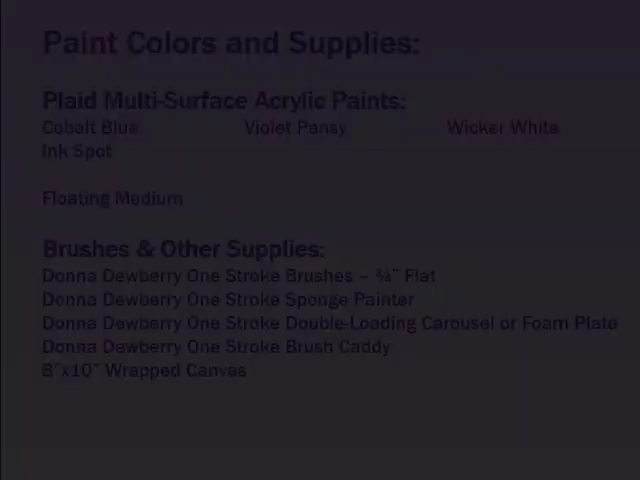 Paint Colors and Supplies:
Plaid Multi-Surface Acrylic Paints:
Cobalt Blue Violet Pansy Wicker White
Ink Spot
Floating Medium
Brushes & Other Supplies:
Donna Dewberry One Stroke Brushes – ¾” Flat
Donna Dewberry One Stroke Sponge Painter
Donna Dewberry One Stroke Double-Loading Carousel or Foam Plate
Donna Dewberry One Stroke Brush Caddy
8”x10” Wrapped Canvas